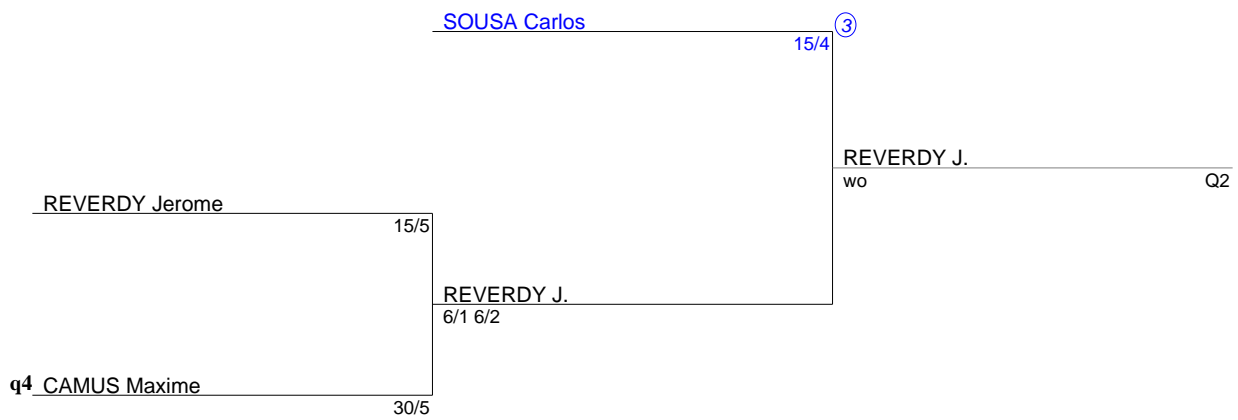 SOUSA Carlos
3
15/4
REVERDY J.
wo
Q2
REVERDY Jerome
15/5
REVERDY J.
6/1 6/2
q4 CAMUS Maxime
30/5